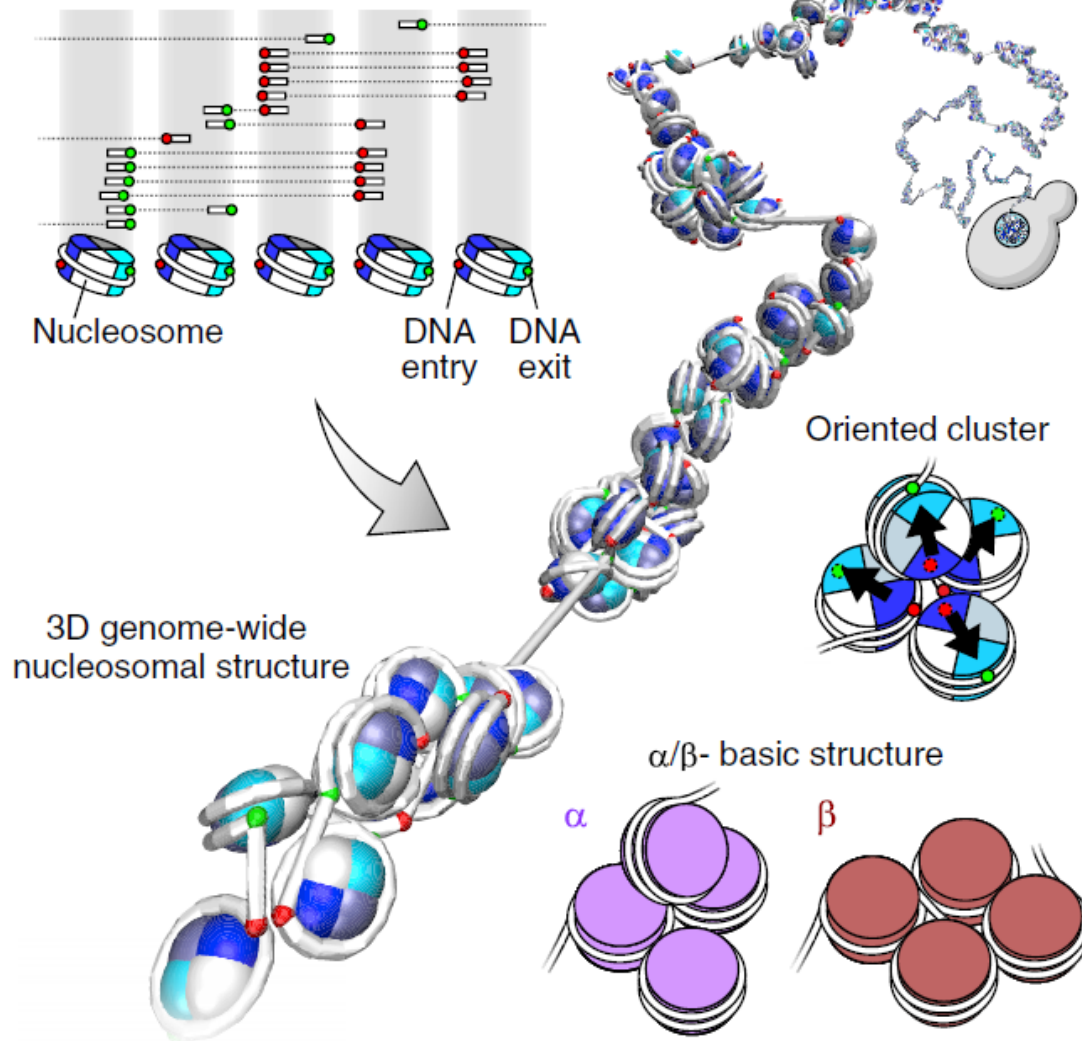 Nucleosome
DNA
entry
DNA
exit
Oriented cluster
3D genome-wide
nucleosomal structure
α/β- basic structure
α
β